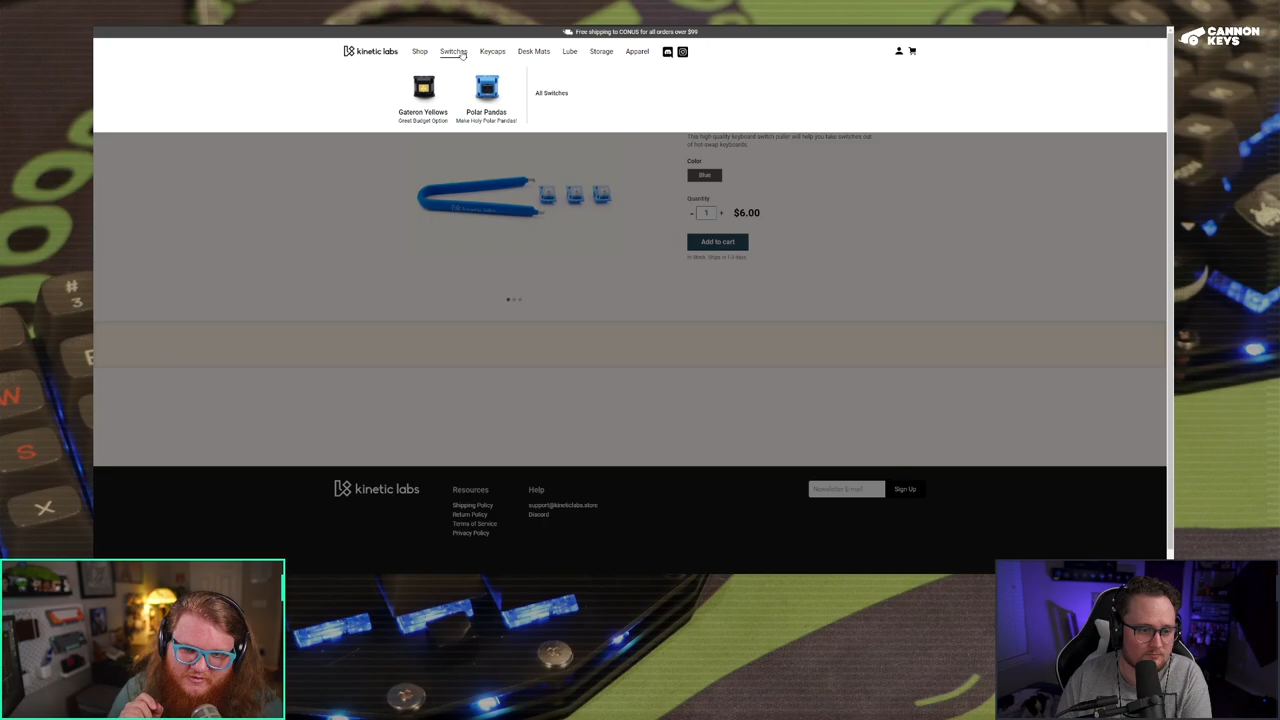 Free shipping to CONUS for all orders over $99
CANNON
KEYS
kinetic labs
Shop
Switches
Keycaps
Desk Mats
Lube
Storage
Apparel
Gateron Yellows
Great Budget Option
Polar Pandas
Make Holy Polar Pandas!
All Switches
This high quality keyboard switch puller will help you take switches out
of hot-swap keyboards.
Color
Blue
Quantity
- 1 + $6.00
Add to cart
In Stock. Ships in 1-3 days.
kinetic labs
kinetic labs
Resources
Shipping Policy
Return Policy
Terms of Service
Privacy Policy
Help
support@kineticlabs.store
Discord
Newsletter E-mail
Sign Up
#
3
W
S
X